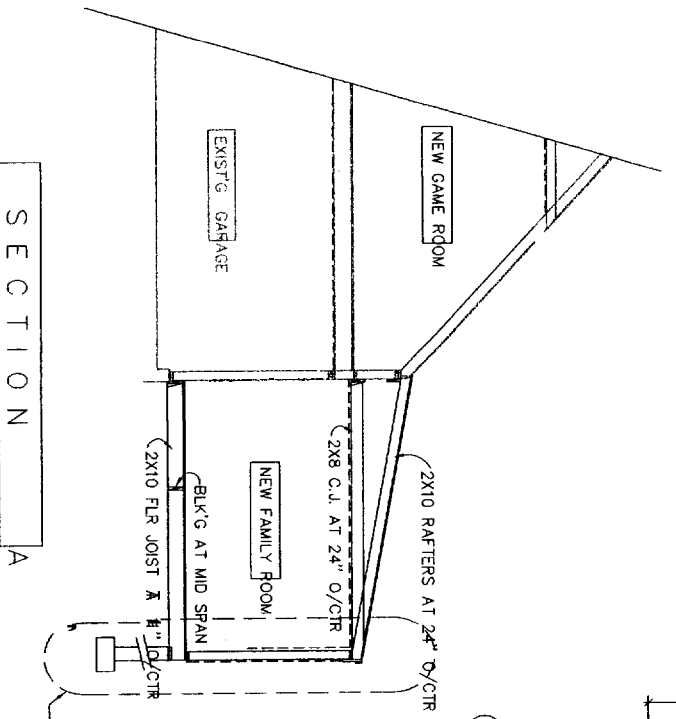 NEW GAME ROOM
EXIST'G GARAGE
2X10 RAFTERS AT 24" O/CTR
2X8 C.J. AT 24" O/CTR
NEW FAMILY ROOM
BLK'G AT MID SPAN
2X10 FLR JOIST O/CTR
SECTION A